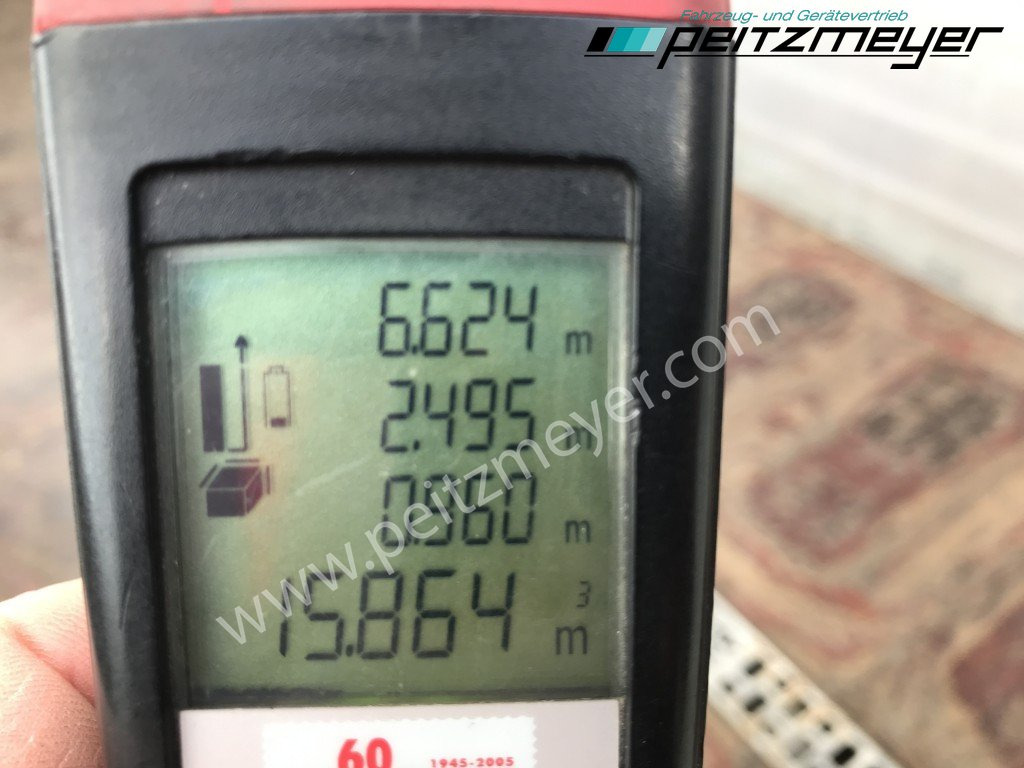 Fahrzeug- und Gerätevertrieb
peitzmeyer
6.624 m
2.495 m
0.960 m
15.864 m³
www.peitzmeyer.com
60 1945-2005